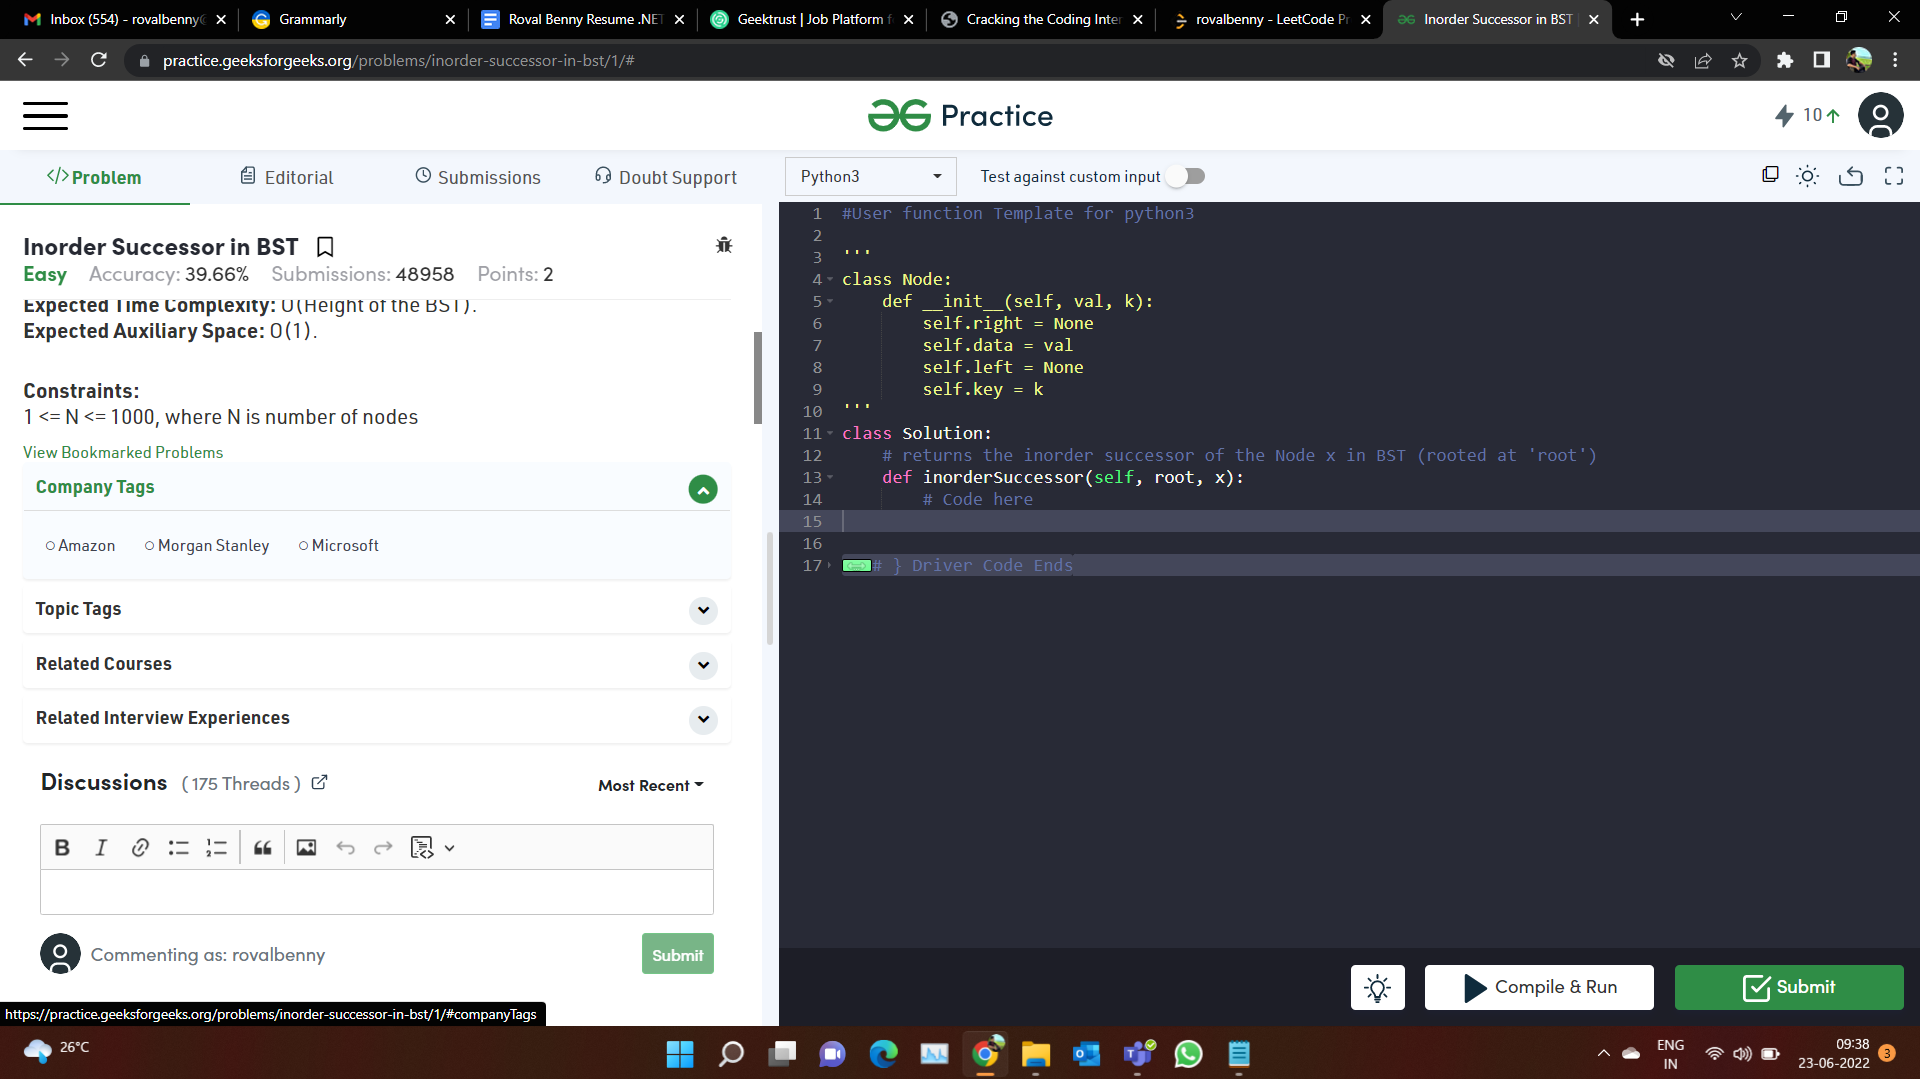 Inbox (554) - rovalbenny@
Grammarly
Roval Benny Resume .NET
Geektrust | Job Platform f
Cracking the Coding Inter
rovalbenny - LeetCode Pr
Inorder Successor in BST
practice.geeksforgeeks.org/problems/inorder-successor-in-bst/1/#
Practice
10
</>Problem
Editorial
Submissions
Doubt Support
Python3
Test against custom input
Inorder Successor in BST
Easy Accuracy: 39.66% Submissions: 48958 Points: 2
Expected Time Complexity: O(Height of the BST).
Expected Auxiliary Space: O(1).
Constraints:
1 <= N <= 1000, where N is number of nodes
View Bookmarked Problems
Company Tags
Amazon Morgan Stanley Microsoft
Topic Tags
Related Courses
Related Interview Experiences
Discussions ( 175 Threads )
Most Recent
B I
Commenting as: rovalbenny
Submit
https://practice.geeksforgeeks.org/problems/inorder-successor-in-bst/1/#companyTags
1 #User function Template for python3
2
3 '''
4 class Node:
5     def __init__(self, val, k):
6         self.right = None
7         self.data = val
8         self.left = None
9         self.key = k
10 '''
11 class Solution:
12     # returns the inorder successor of the Node x in BST (rooted at 'root')
13     def inorderSuccessor(self, root, x):
14         # Code here
15
16
17 # } Driver Code Ends
Compile & Run
Submit
26°C
ENG
IN
09:38
23-06-2022
3